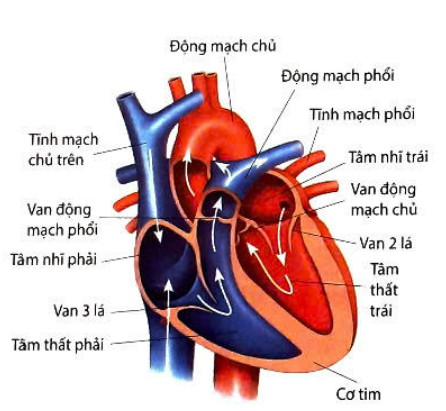 Động mạch chủ
Động mạch phổi
Tĩnh mạch phổi
Tĩnh mạch
chủ trên
Tâm nhĩ trái
Van động
mạch chủ
Van động
mạch phổi
Van 2 lá
Tâm nhĩ phải
Tâm
thất
trái
Van 3 lá
Tâm thất phải
Cơ tim